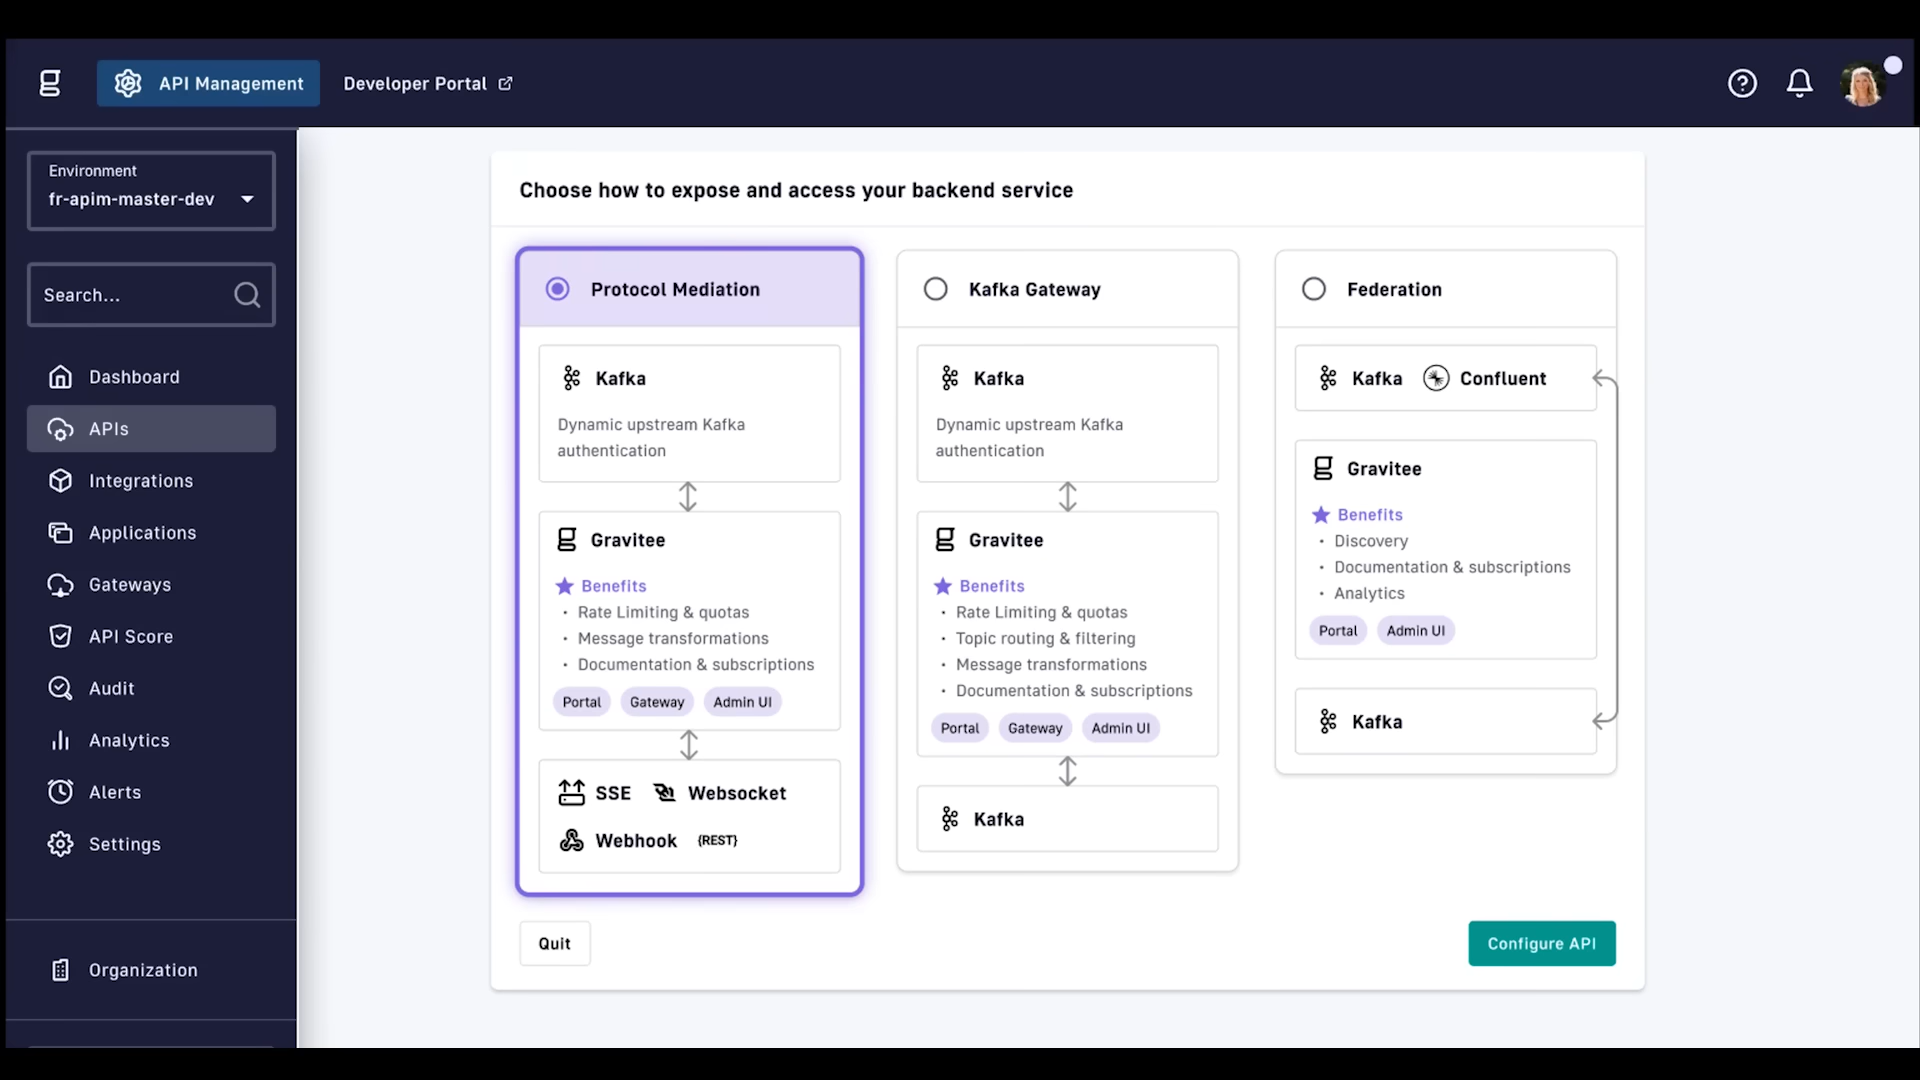 API Management
Developer Portal
Environment
fr-apim-master-dev
Search...
Dashboard
APIs
Integrations
Applications
Gateways
API Score
Audit
Analytics
Alerts
Settings
Organization
Choose how to expose and access your backend service
Protocol Mediation
Kafka
Dynamic upstream Kafka
authentication
Gravitee
Benefits
· Rate Limiting & quotas
· Message transformations
· Documentation & subscriptions
Portal Gateway Admin UI
SSE Websocket
Webhook {REST}
Kafka Gateway
Kafka
Dynamic upstream Kafka
authentication
Gravitee
Benefits
· Rate Limiting & quotas
· Topic routing & filtering
· Message transformations
· Documentation & subscriptions
Portal Gateway Admin UI
Kafka
Federation
Kafka Confluent
Gravitee
Benefits
· Discovery
· Documentation & subscriptions
· Analytics
Portal Admin UI
Kafka
Quit
Configure API